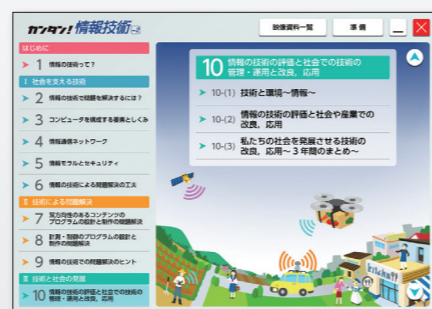 カンタン!情報技術
映像資料一覧
準備
はじめに
1 情報の技術って?
Ⅰ 社会を支える技術
2 情報の技術で問題を解決するには?
3 コンピュータを構成する要素としくみ
4 情報通信ネットワーク
5 情報モラルとセキュリティ
6 情報の技術による問題解決の工夫
Ⅱ 技術による問題解決
7 双方向性のあるコンテンツの
プログラムの設計と制作の問題解決
8 計測・制御のプログラムの設計と
制作の問題解決
9 情報の技術での問題解決のヒント
Ⅲ 技術と社会の発展
10 情報の技術の評価と社会での技術の
管理・運用と改良、応用
10 情報の技術の評価と社会での技術の
管理・運用と改良、応用
10-(1) 技術と環境~情報~
10-(2) 情報の技術の評価と社会や産業での
改良、応用
10-(3) 私たちの社会を発展させる技術の
改良、応用~3年間のまとめ~